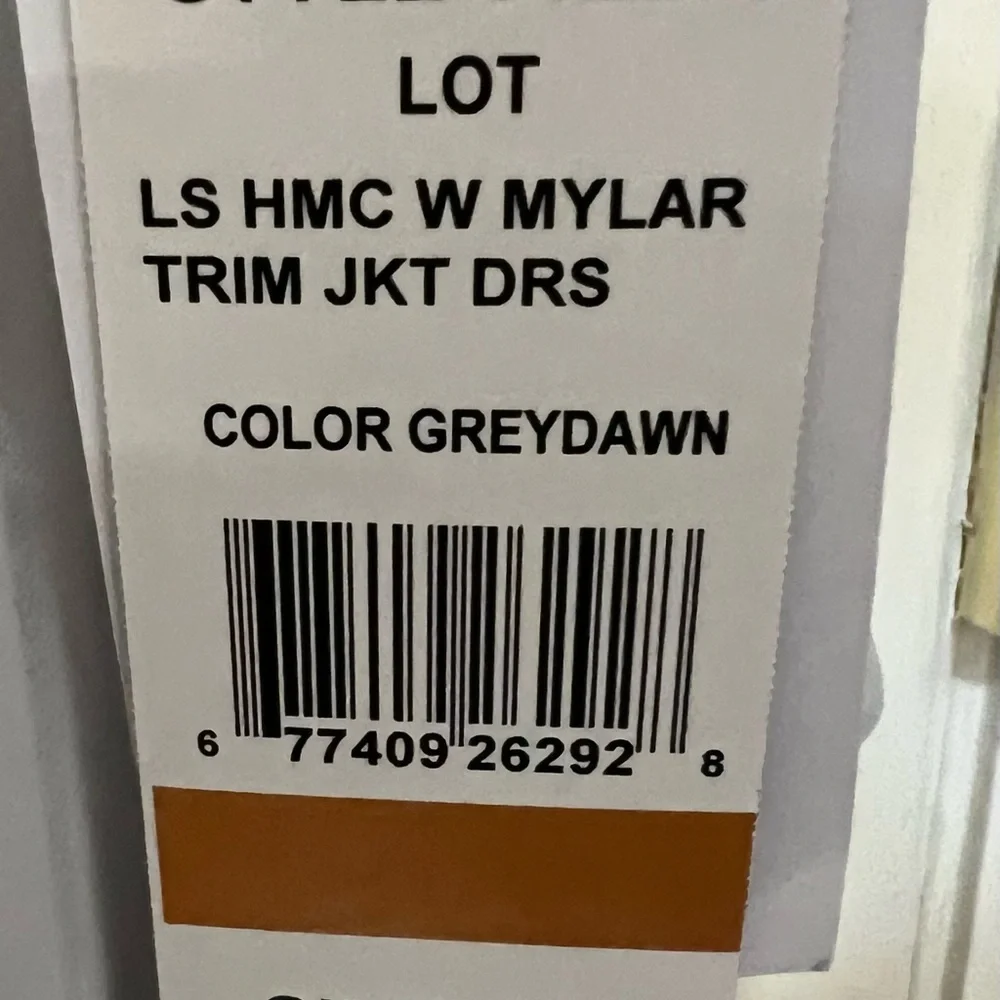 LOT
LS HMC W MYLAR
TRIM JKT DRS
COLOR GREYDAWN
6 77409 26292 8